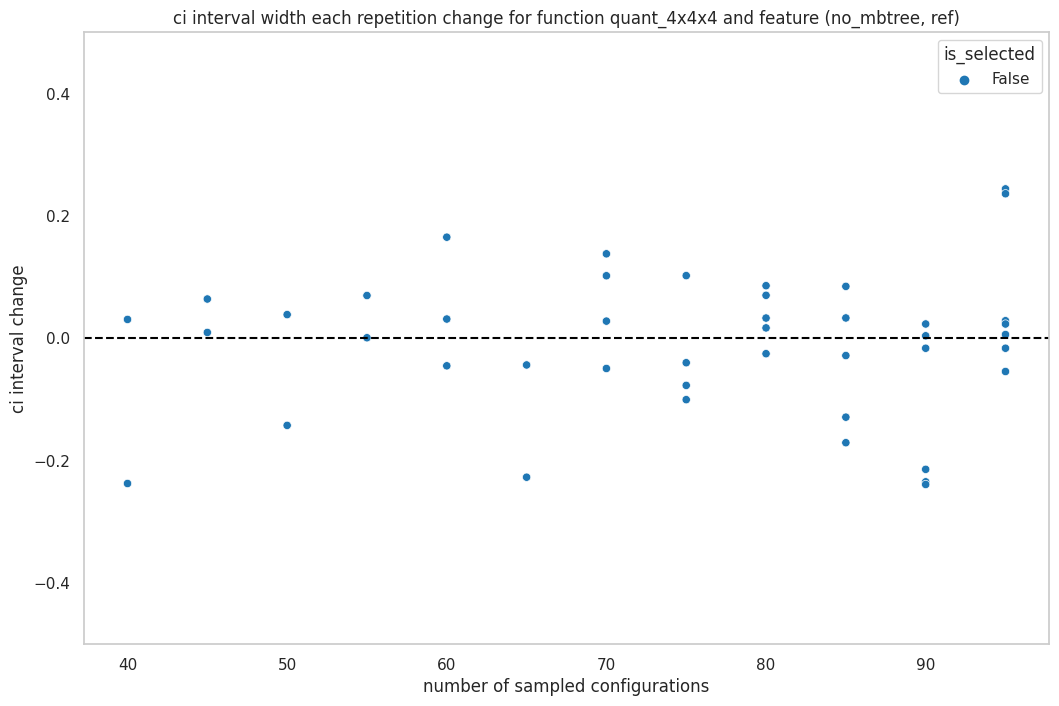 ci interval width each repetition change for function quant_4x4x4 and feature (no_mbtree, ref)
is_selected
False
ci interval change
0.4
0.2
0.0
−0.2
−0.4
40 50 60 70 80 90
number of sampled configurations